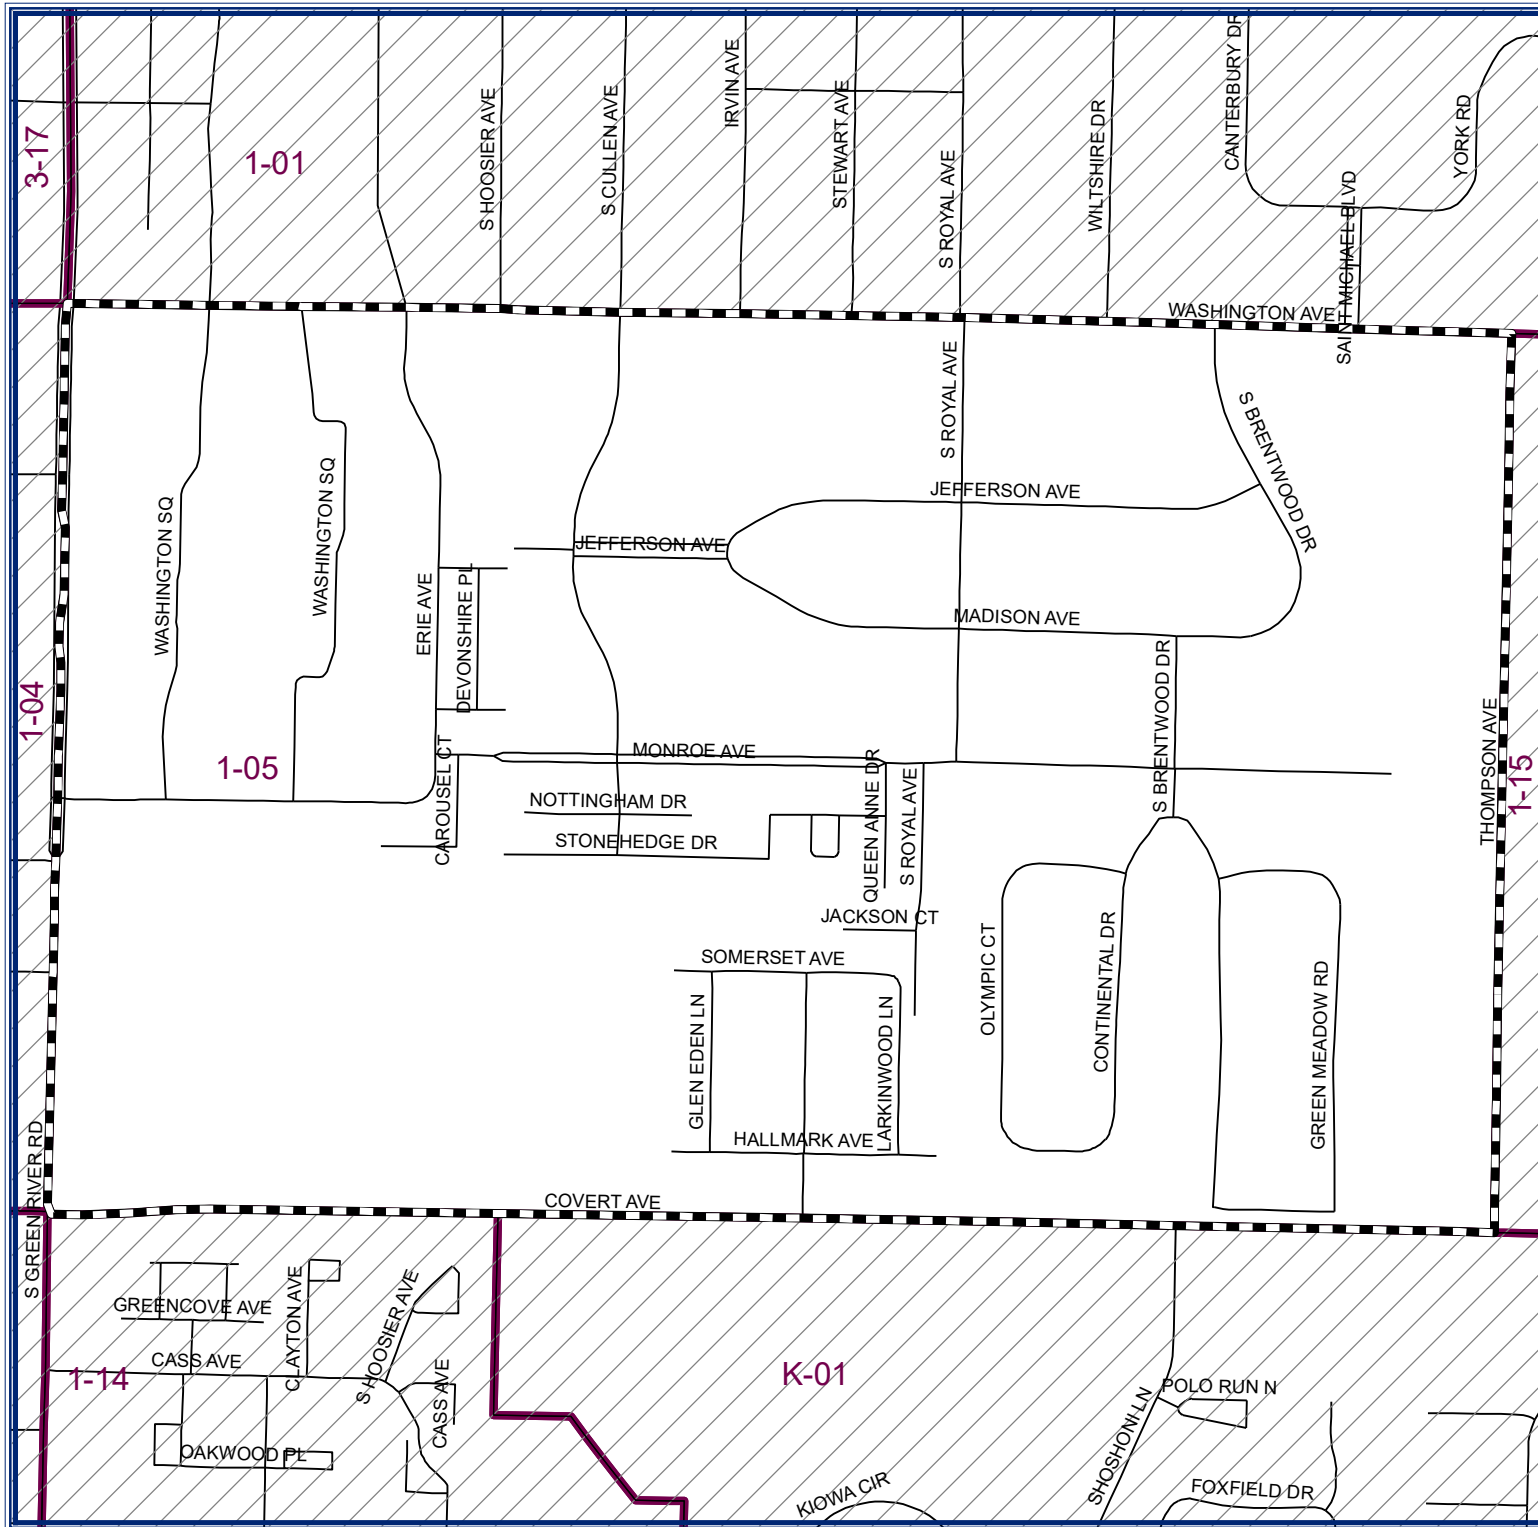 CANTERBURY DR
IRVIN AVE
S HOOSIER AVE
S CULLEN AVE
STEWART AVE
WILTSHIRE DR
YORK RD
3-17
1-01
S ROYAL AVE
SAINT MICHAEL BLVD
WASHINGTON AVE
S ROYAL AVE
S BRENTWOOD DR
WASHINGTON SQ
WASHINGTON SQ
JEFFERSON AVE
JEFFERSON AVE
ERIE AVE
DEVONSHIRE PL
MADISON AVE
S BRENTWOOD DR
1-04
THOMPSON AVE
1-05
CAROUSEL CT
MONROE AVE
1-15
NOTTINGHAM DR
QUEEN ANNE DR
S ROYAL AVE
STONEHEDGE DR
JACKSON CT
OLYMPIC CT
CONTINENTAL DR
SOMERSET AVE
GLEN EDEN LN
LARKINWOOD LN
GREEN MEADOW RD
HALLMARK AVE
S GREEN RIVER RD
COVERT AVE
GREENCOVE AVE
CLAYTON AVE
S HOOSIER AVE
CASS AVE
1-14
CASS AVE
K-01
POLO RUN N
SHOSHONI LN
OAKWOOD PL
KIOWA CIR
FOXFIELD DR